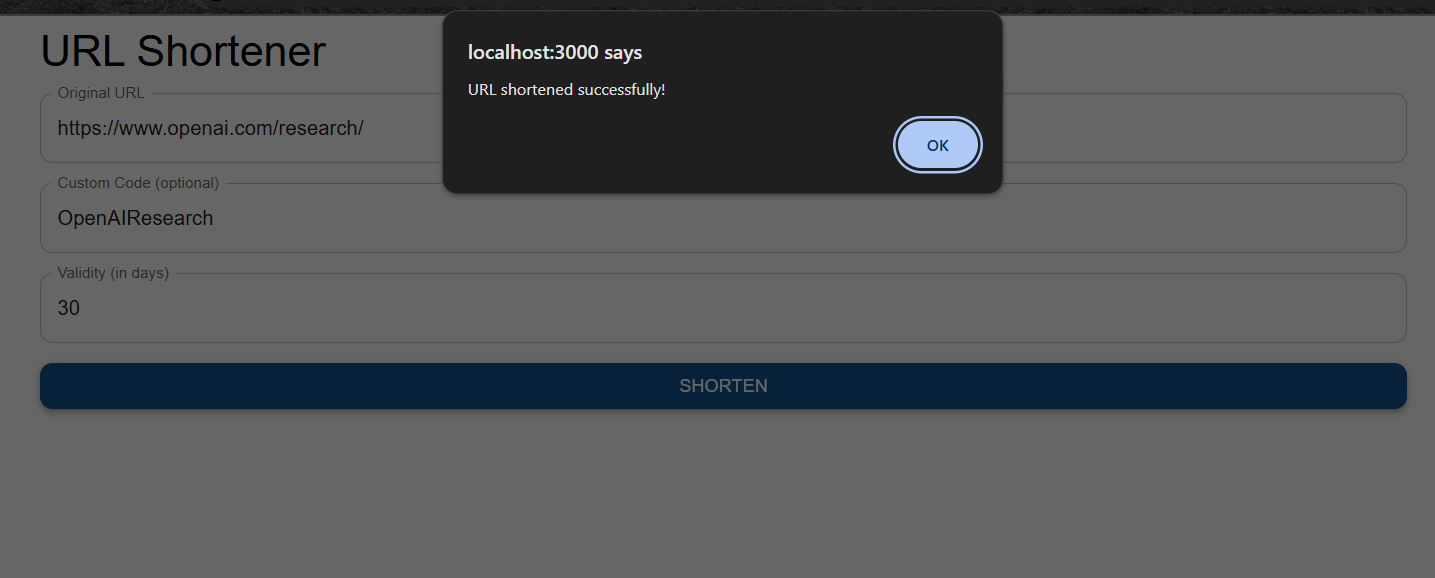 localhost:3000 says
URL shortened successfully!
OK
URL Shortener
Original URL
https://www.openai.com/research/
Custom Code (optional)
OpenAIResearch
Validity (in days)
30
SHORTEN